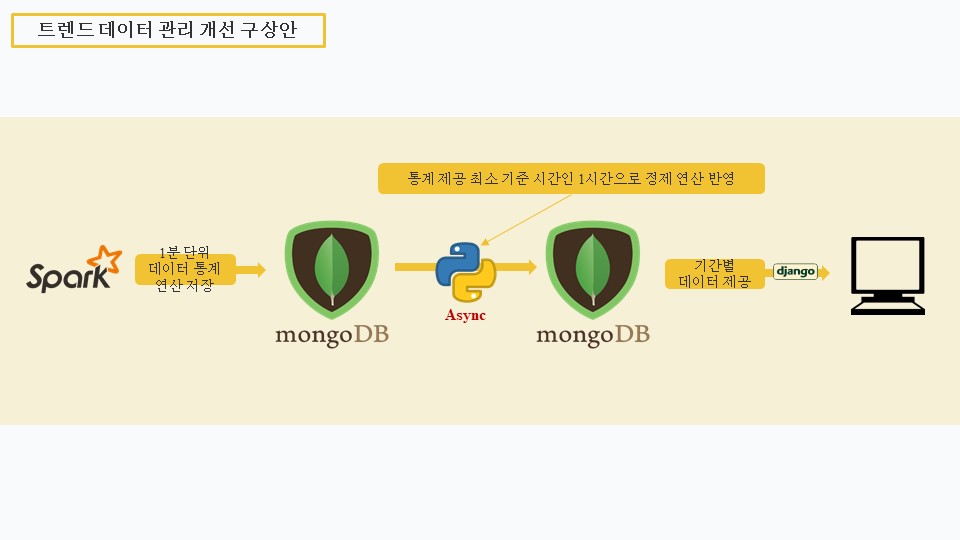 트렌드 데이터 관리 개선 구상안
통계 제공 최소 기준 시간인 1시간으로 정제 연산 반영
Spark
1분 단위
데이터 통계
연산 저장
mongoDB
Async
mongoDB
기간별
데이터 제공
django